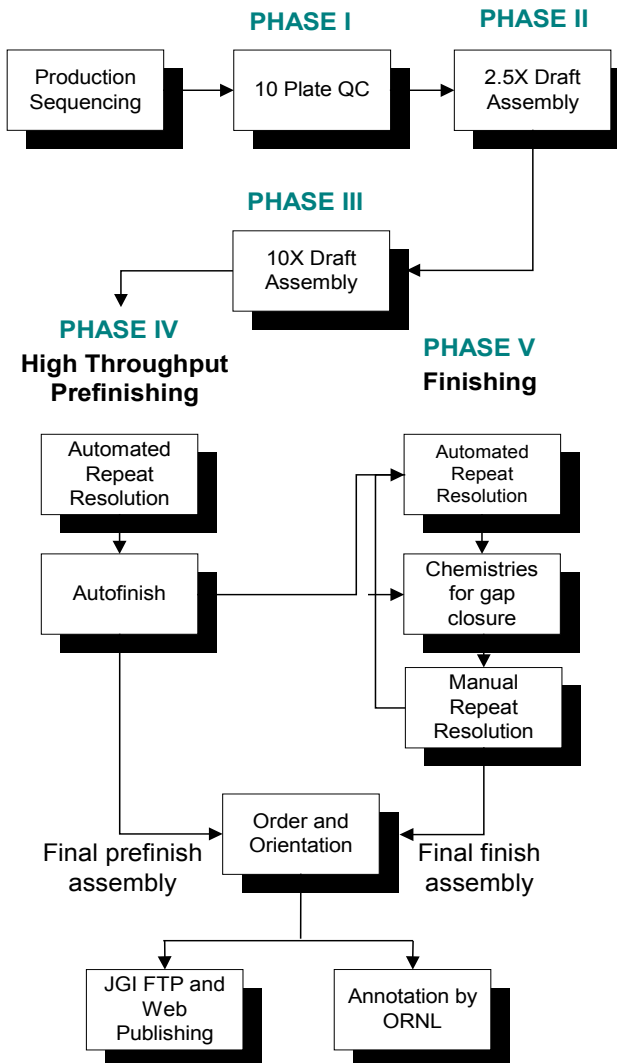 PHASE I
PHASE II
Production
Sequencing
10 Plate QC
2.5X Draft
Assembly
PHASE III
10X Draft
Assembly
PHASE IV
High Throughput
Prefinishing
PHASE V
Finishing
Automated
Repeat
Resolution
Automated
Repeat
Resolution
Autofinish
Chemistries
for gap
closure
Manual
Repeat
Resolution
Order and
Orientation
Final prefinish
assembly
Final finish
assembly
JGI FTP and
Web
Publishing
Annotation by
ORNL